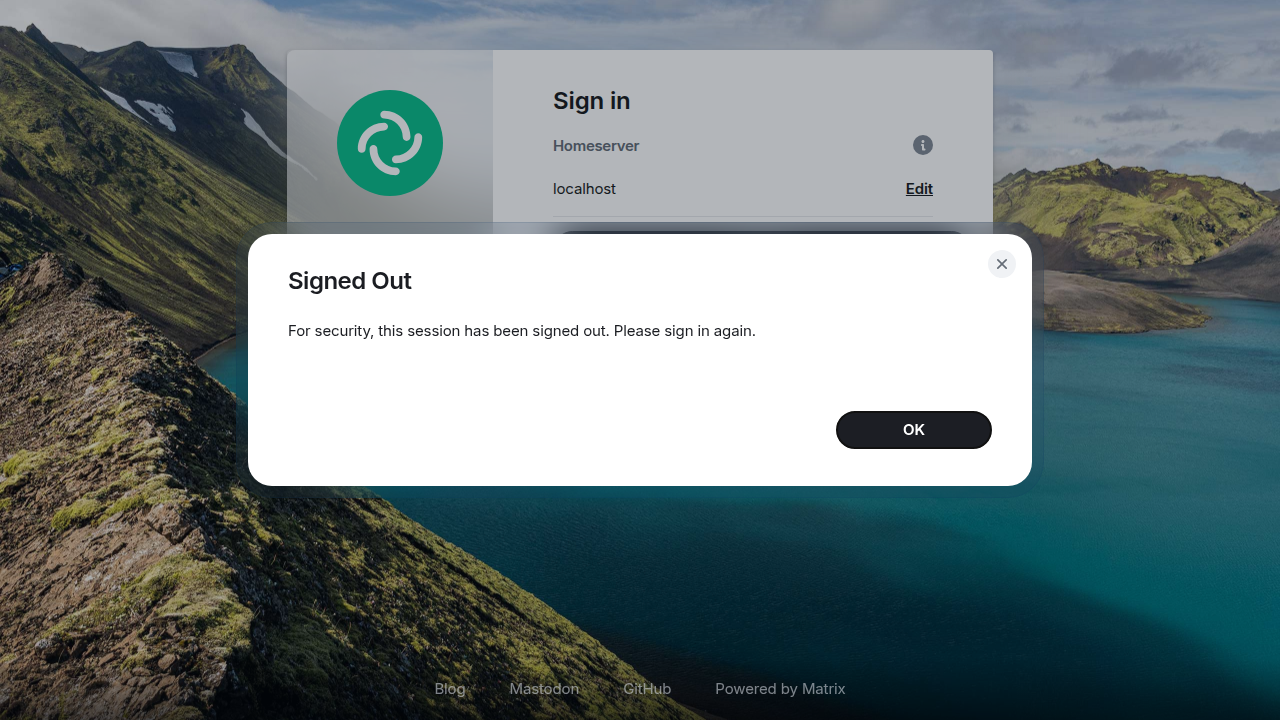 Sign in
Homeserver
localhost
Edit
Signed Out
For security, this session has been signed out. Please sign in again.
OK
Blog
Mastodon
GitHub
Powered by Matrix